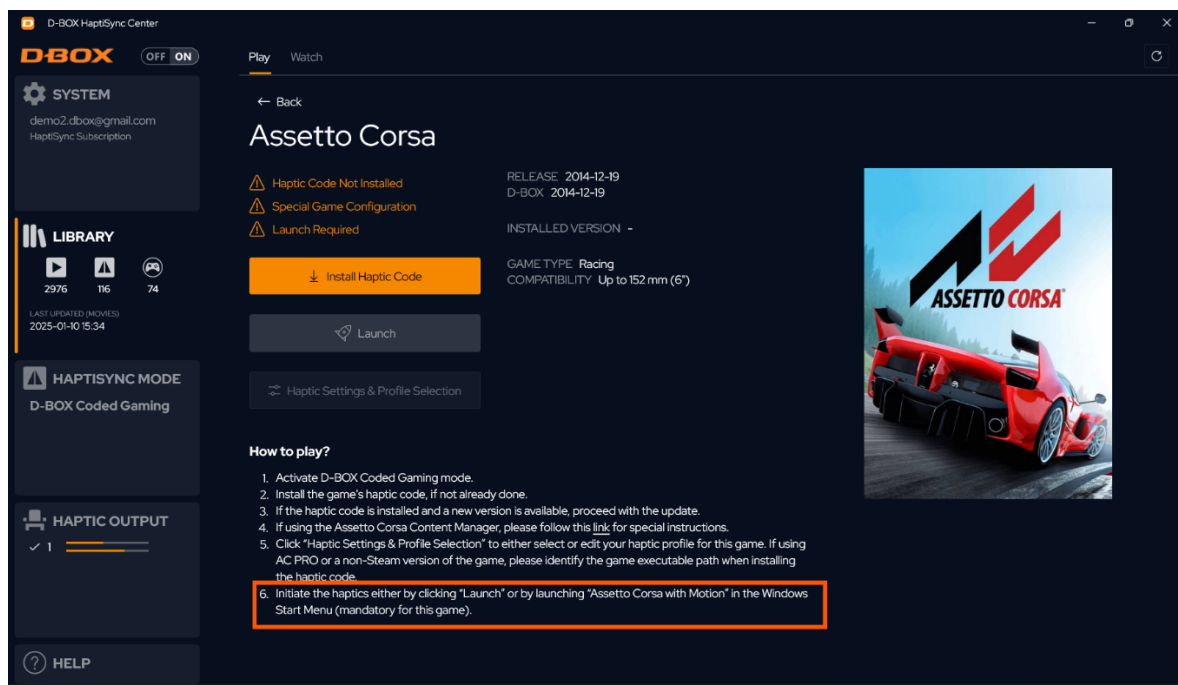 D-BOX HaptiSync Center
D-BOX
OFF ON
Play Watch
SYSTEM
demo2.dbox@gmail.com
HaptiSync Subscription
LIBRARY
2976 116 74
LAST UPDATED (MOVIES)
2025-01-10 15:34
HAPTISYNC MODE
D-BOX Coded Gaming
HAPTIC OUTPUT
1
HELP
← Back
Assetto Corsa
Haptic Code Not Installed
Special Game Configuration
Launch Required
Install Haptic Code
Launch
Haptic Settings & Profile Selection
RELEASE 2014-12-19
D-BOX 2014-12-19
INSTALLED VERSION -
GAME TYPE Racing
COMPATIBILITY Up to 152 mm (6")
ASSETTO CORSA
How to play?
1. Activate D-BOX Coded Gaming mode.
2. Install the game's haptic code, if not already done.
3. If the haptic code is installed and a new version is available, proceed with the update.
4. If using the Assetto Corsa Content Manager, please follow this link for special instructions.
5. Click "Haptic Settings & Profile Selection" to either select or edit your haptic profile for this game. If using
AC PRO or a non-Steam version of the game, please identify the game executable path when installing
the haptic code.
6. Initiate the haptics either by clicking "Launch" or by launching "Assetto Corsa with Motion" in the Windows
Start Menu (mandatory for this game).